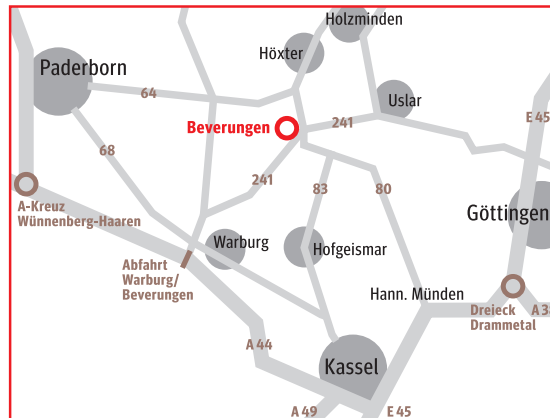 Holzminden
Höxter
Paderborn
64
Uslar
E 45
Beverungen
241
68
241
83
80
A-Kreuz
Wünnenberg-Haaren
Göttingen
Warburg
Hofgeismar
Abfahrt
Warburg/
Beverungen
Hann. Münden
Dreieck
Drammetal
A 44
Kassel
A 49
E 45